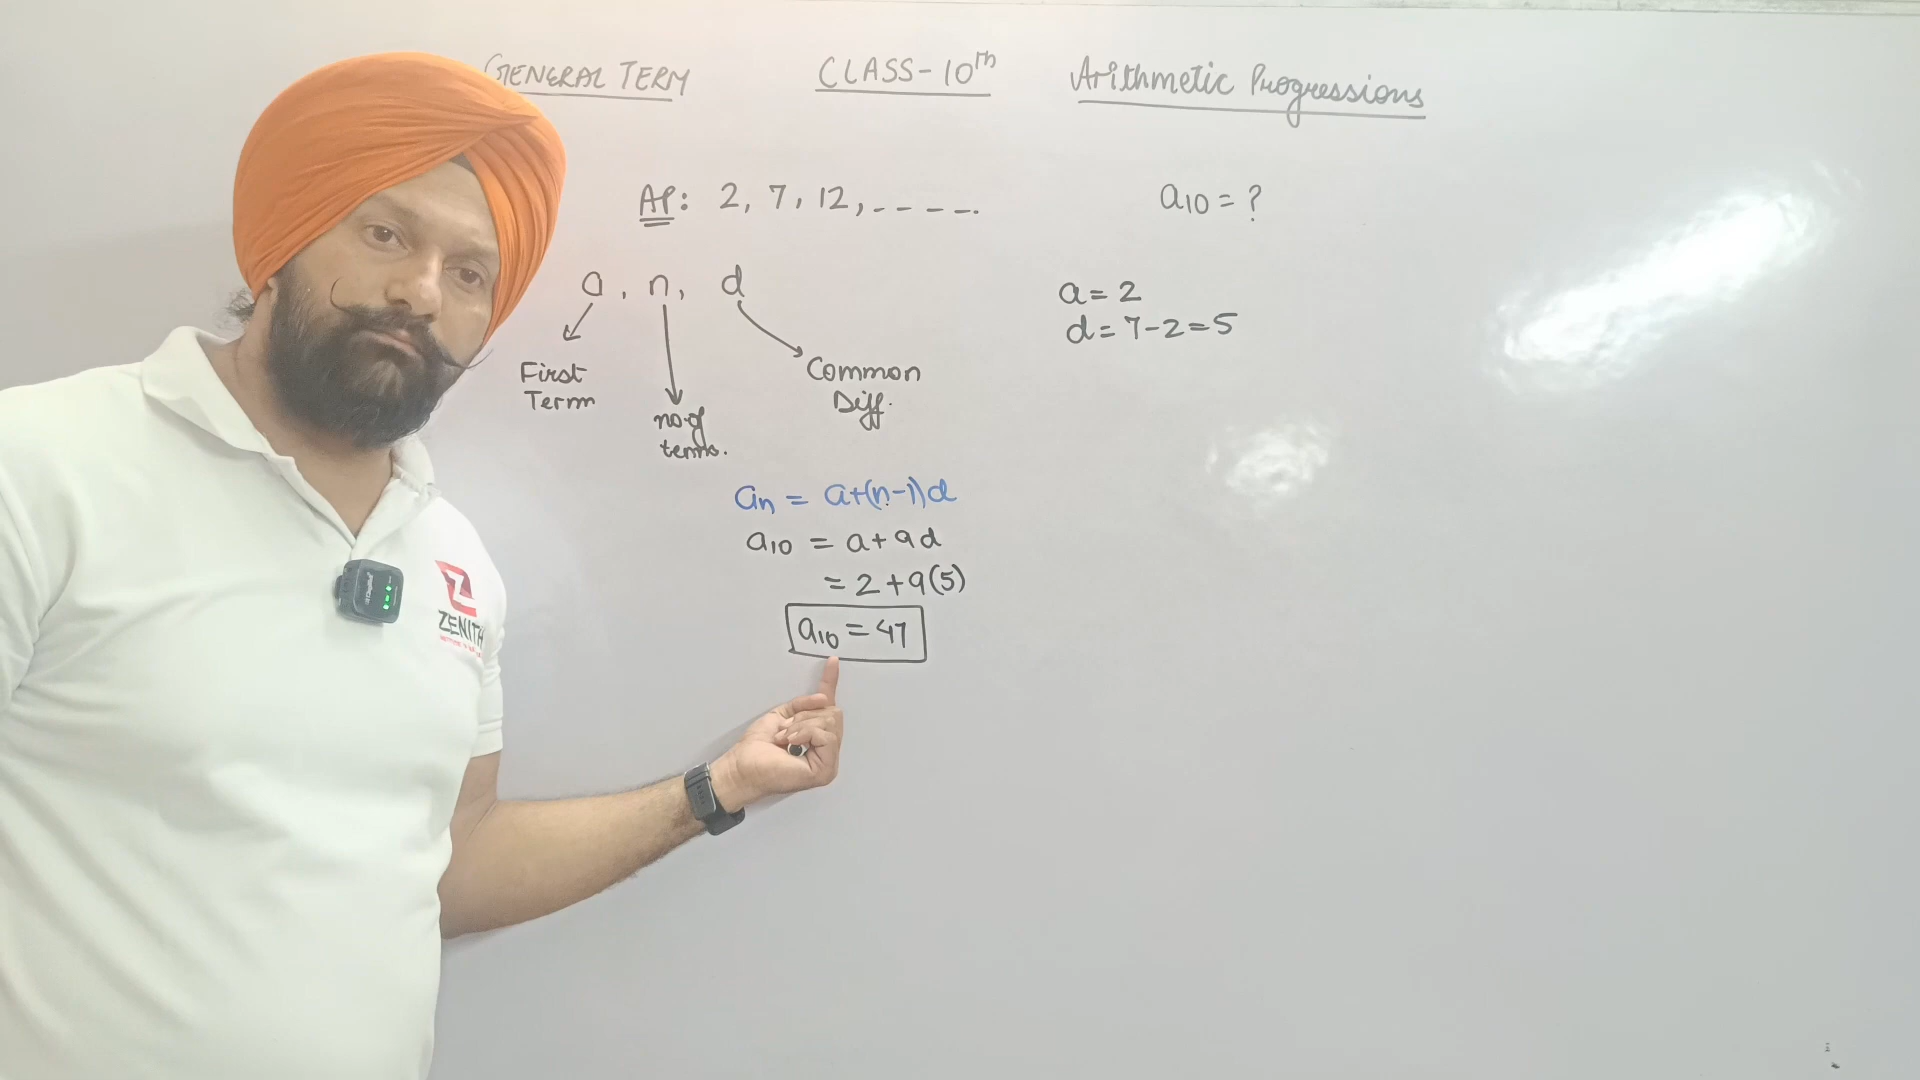 GENERAL TERM CLASS-10th Arithmetic Progressions
AP: 2, 7, 12, - - - -. a10 = ?
a, n, d
a = 2
d = 7-2=5
First
Term
no.of
terms.
Common
Diff.
an = a+(n-1)d
a10 = a+9d
= 2+9(5)
a10 = 47
ZENITH